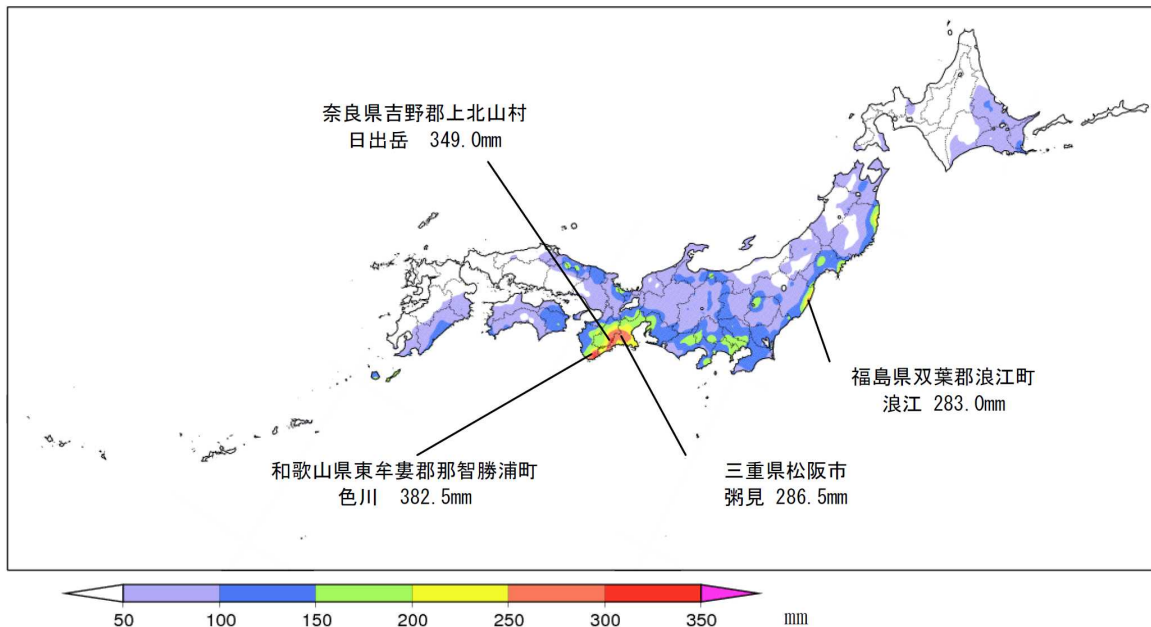 奈良県吉野郡上北山村
日出岳 349.0mm
福島県双葉郡浪江町
浪江 283.0mm
和歌山県東牟婁郡那智勝浦町
色川 382.5mm
三重県松阪市
粥見 286.5mm
50 100 150 200 250 300 350 mm